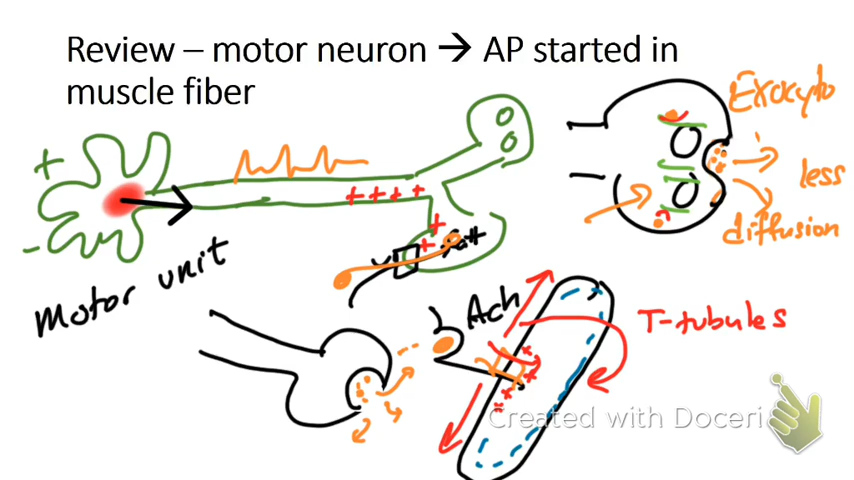 Review – motor neuron → AP started in
muscle fiber
Exocyto
less
diffusion
+
-
++++
+
++
motor unit
Ach
T-tubules
Created with Doceri